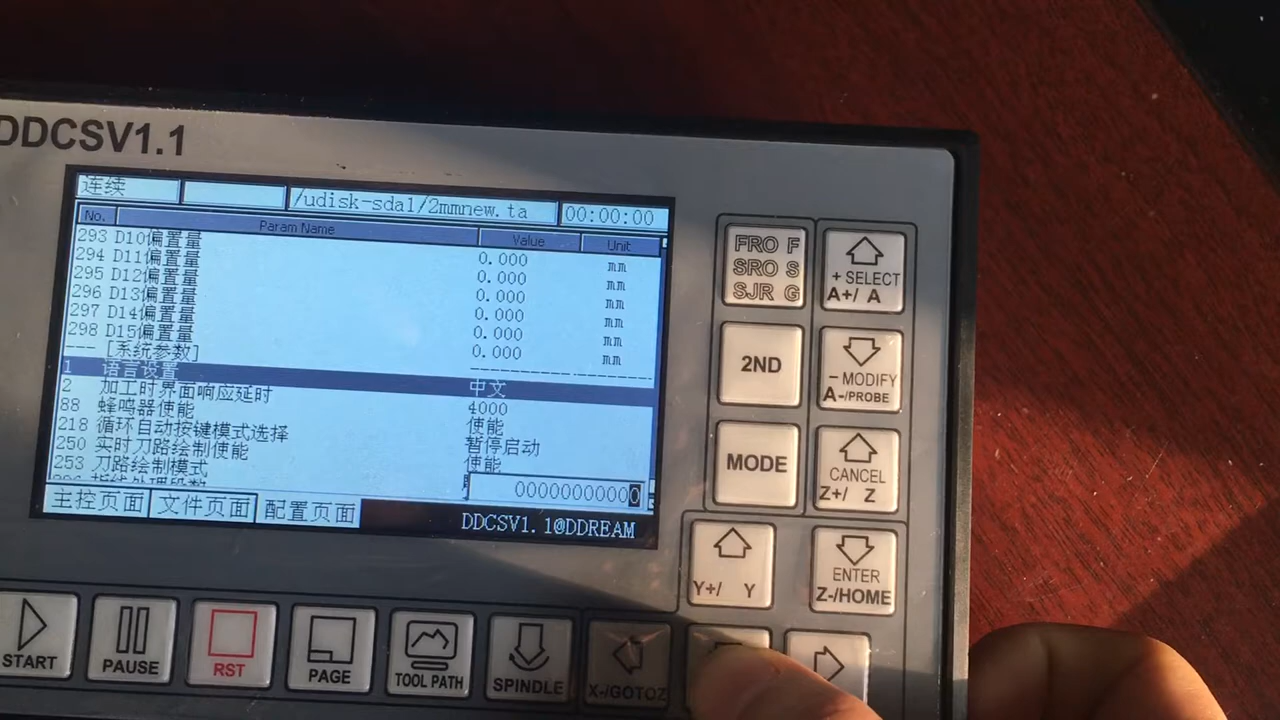 DDCSV1.1
连续
/udisk-sda1/2mmnew.ta
00:00:00
No. Param Name Value Unit
293 D10偏置量 0.000 mm
294 D11偏置量 0.000 mm
295 D12偏置量 0.000 mm
296 D13偏置量 0.000 mm
297 D14偏置量 0.000 mm
298 D15偏置量 0.000 mm
--- [系统参数] ----------------
1 语言设置 中文
2 加工时界面响应延时 4000
88 蜂鸣器使能 使能
218 循环自动按键模式选择 暂停启动
250 实时刀路绘制使能 使能
253 刀路绘制模式
00000000000
主控页面 文件页面 配置页面
DDCSV1.1@DDREAM
FRO F
SRO S
SJR G
+ SELECT
A+/ A
2ND
- MODIFY
A-/PROBE
MODE
CANCEL
Z+/ Z
Y+/ Y
ENTER
Z-/HOME
START
PAUSE
RST
PAGE
TOOL PATH
SPINDLE
X-/GOTOZ